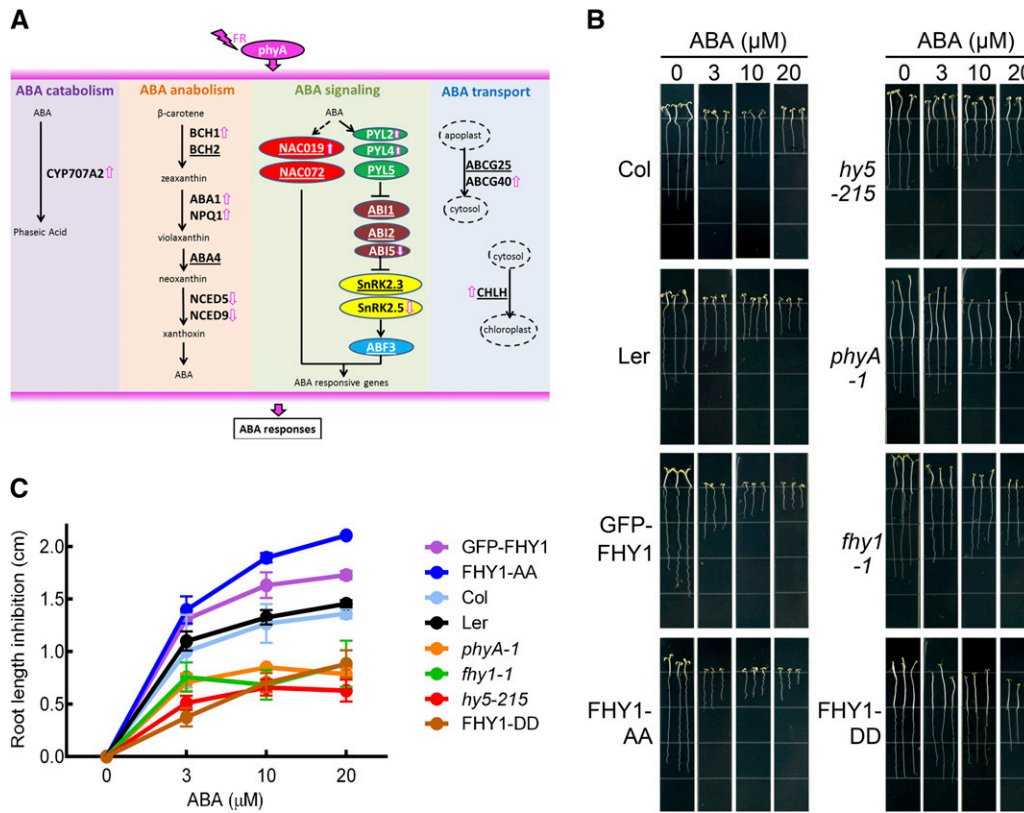 A
FR
phyA
ABA catabolism
ABA
CYP707A2⇧
Phaseic Acid
ABA anabolism
β-carotene
BCH1⇧
BCH2
zeaxanthin
ABA1⇧
NPQ1⇧
violaxanthin
ABA4
neoxanthin
NCED5⇩
NCED9⇩
xanthoxin
ABA
ABA signaling
ABA
NAC019⇧
NAC072
PYL2⇧
PYL4⇧
PYL5
ABI1
ABI2
ABI5⇩
SnRK2.3
SnRK2.5⇩
ABF3
ABA responsive genes
ABA transport
apoplast
ABCG25
ABCG40⇧
cytosol
cytosol
⇧CHLH
chloroplast
ABA responses
B
ABA (μM)
0 3 10 20
Col
Ler
GFP-
FHY1
FHY1-
AA
ABA (μM)
0 3 10 20
hy5
-215
phyA
-1
fhy1
-1
FHY1-
DD
C
Root length inhibition (cm)
2.0
1.5
1.0
0.5
0.0
0 3 10 20
ABA (μM)
GFP-FHY1
FHY1-AA
Col
Ler
phyA-1
fhy1-1
hy5-215
FHY1-DD